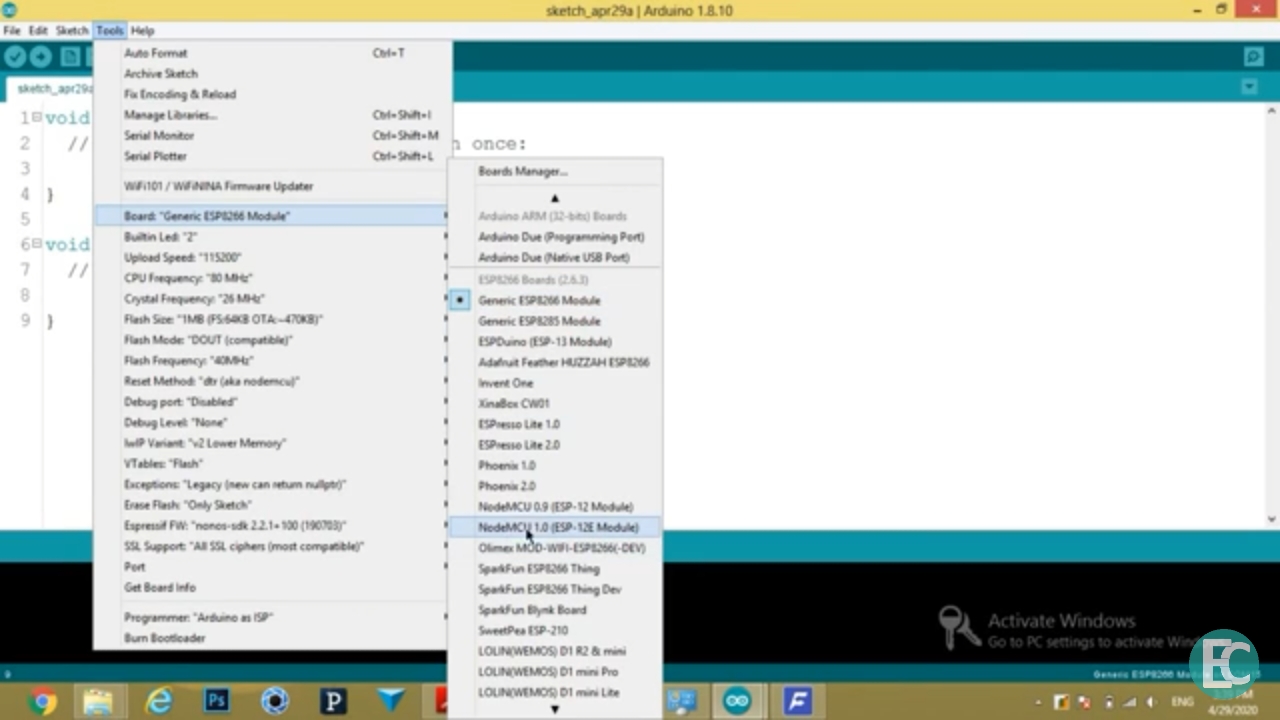 sketch_apr29a | Arduino 1.8.10
File Edit Sketch Tools Help
sketch_apr29a
1 void
2 // n once:
3
4 }
5
6 void
7 //
8
9 }
Auto Format Ctrl+T
Archive Sketch
Fix Encoding & Reload
Manage Libraries... Ctrl+Shift+I
Serial Monitor Ctrl+Shift+M
Serial Plotter Ctrl+Shift+L
WiFi101 / WiFiNINA Firmware Updater
Board: "Generic ESP8266 Module"
Builtin Led: "2"
Upload Speed: "115200"
CPU Frequency: "80 MHz"
Crystal Frequency: "26 MHz"
Flash Size: "1MB (FS:64KB OTA:~470KB)"
Flash Mode: "DOUT (compatible)"
Flash Frequency: "40MHz"
Reset Method: "dtr (aka nodemcu)"
Debug port: "Disabled"
Debug Level: "None"
lwIP Variant: "v2 Lower Memory"
VTables: "Flash"
Exceptions: "Legacy (new can return nullptr)"
Erase Flash: "Only Sketch"
Espressif FW: "nonos-sdk 2.2.1+100 (190703)"
SSL Support: "All SSL ciphers (most compatible)"
Port
Get Board Info
Programmer: "Arduino as ISP"
Burn Bootloader
Boards Manager...
Arduino ARM (32-bits) Boards
Arduino Due (Programming Port)
Arduino Due (Native USB Port)
ESP8266 Boards (2.6.3)
Generic ESP8266 Module
Generic ESP8285 Module
ESPDuino (ESP-13 Module)
Adafruit Feather HUZZAH ESP8266
Invent One
XinaBox CW01
ESPresso Lite 1.0
ESPresso Lite 2.0
Phoenix 1.0
Phoenix 2.0
NodeMCU 0.9 (ESP-12 Module)
NodeMCU 1.0 (ESP-12E Module)
Olimex MOD-WIFI-ESP8266(-DEV)
SparkFun ESP8266 Thing
SparkFun ESP8266 Thing Dev
SparkFun Blynk Board
SweetPea ESP-210
LOLIN(WEMOS) D1 R2 & mini
LOLIN(WEMOS) D1 mini Pro
LOLIN(WEMOS) D1 mini Lite
Activate Windows
Go to PC settings to activate
9
Generic ESP8266
EC
Ps
P
F
ENG
4/29/2020